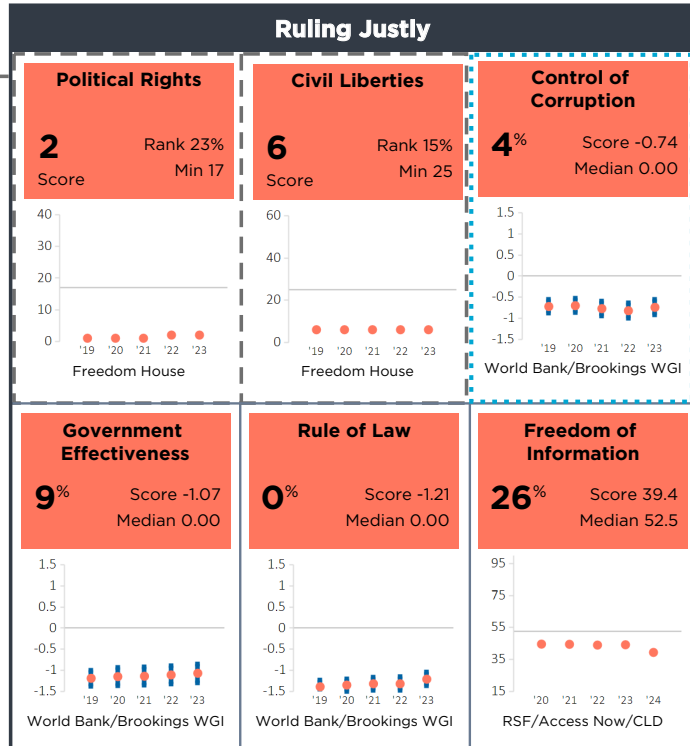 Ruling Justly
Political Rights
2
Score
Rank 23%
Min 17
40
30
20
10
0
'19 '20 '21 '22 '23
Freedom House
Civil Liberties
6
Score
Rank 15%
Min 25
60
40
20
0
'19 '20 '21 '22 '23
Freedom House
Control of
Corruption
4%
Score -0.74
Median 0.00
1.5
1
0.5
0
-0.5
-1
-1.5
'19 '20 '21 '22 '23
World Bank/Brookings WGI
Government
Effectiveness
9%
Score -1.07
Median 0.00
1.5
1
0.5
0
-0.5
-1
-1.5
'19 '20 '21 '22 '23
World Bank/Brookings WGI
Rule of Law
0%
Score -1.21
Median 0.00
1.5
1
0.5
0
-0.5
-1
-1.5
'19 '20 '21 '22 '23
World Bank/Brookings WGI
Freedom of
Information
26%
Score 39.4
Median 52.5
95
75
55
35
15
'20 '21 '22 '23 '24
RSF/Access Now/CLD